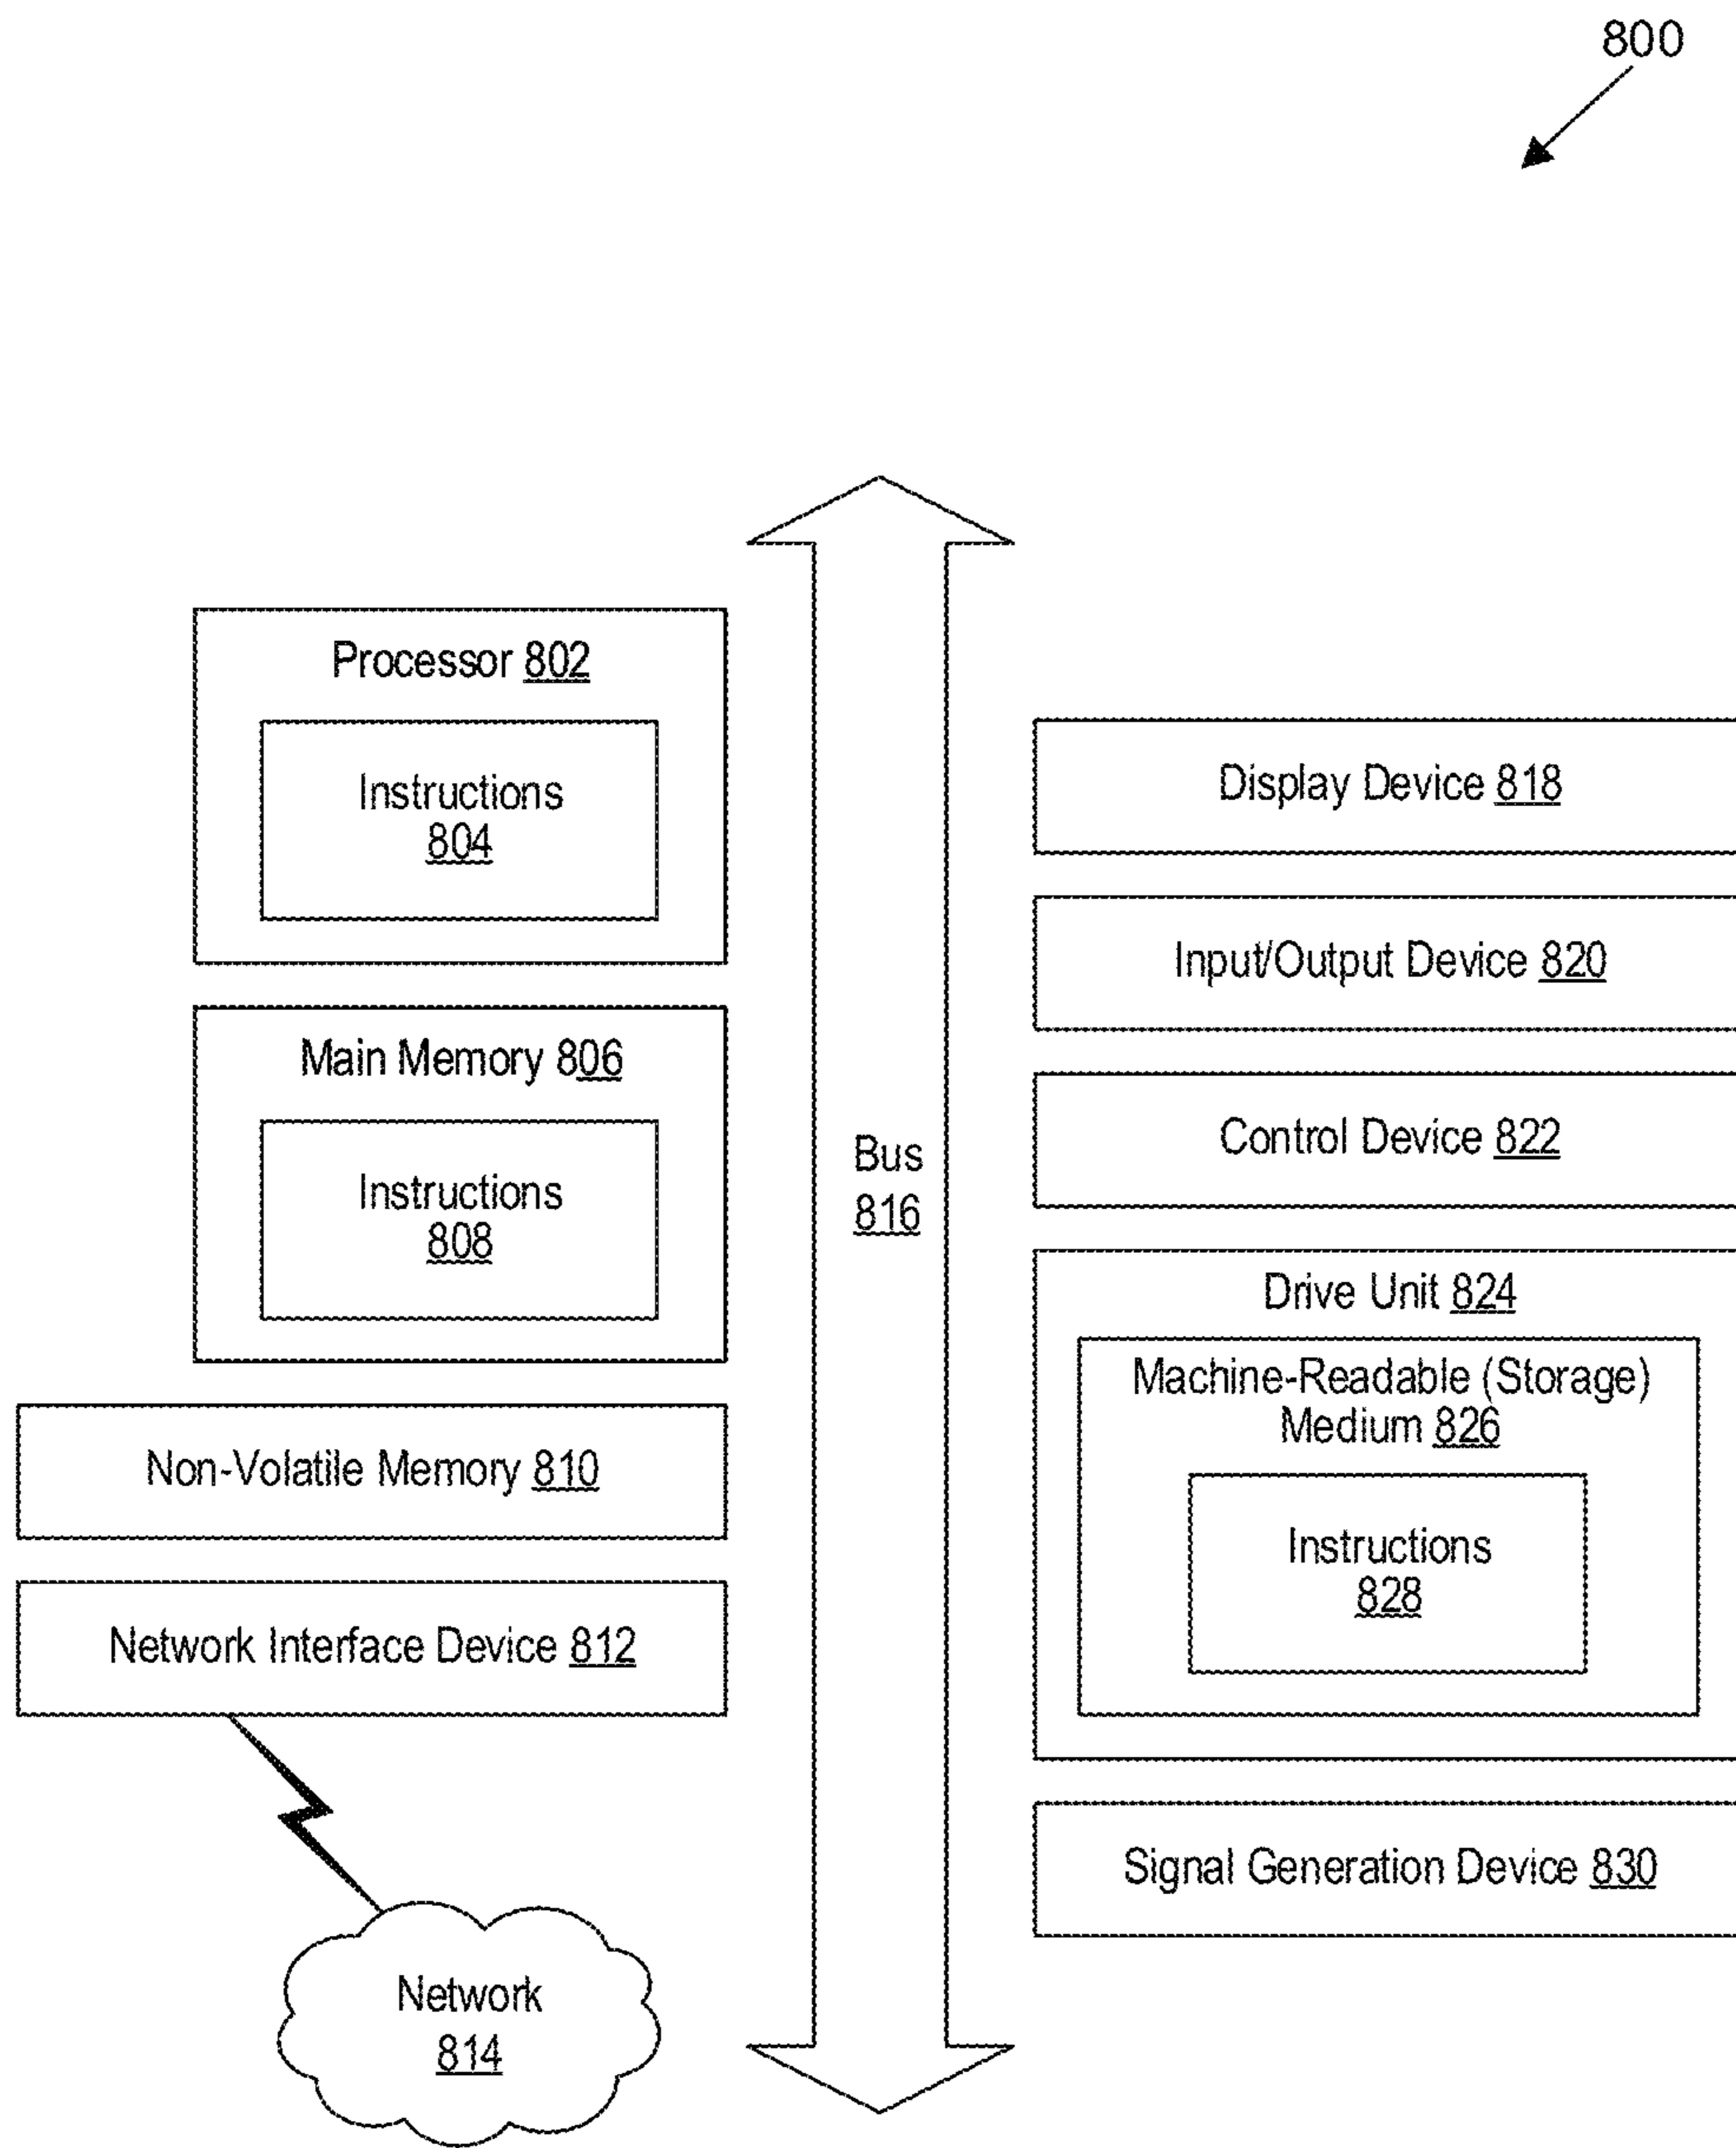 800
Processor 802
Instructions
804
Main Memory 806
Instructions
808
Non-Volatile Memory 810
Network Interface Device 812
Network
814
Bus
816
Display Device 818
Input/Output Device 820
Control Device 822
Drive Unit 824
Machine-Readable (Storage)
Medium 826
Instructions
828
Signal Generation Device 830